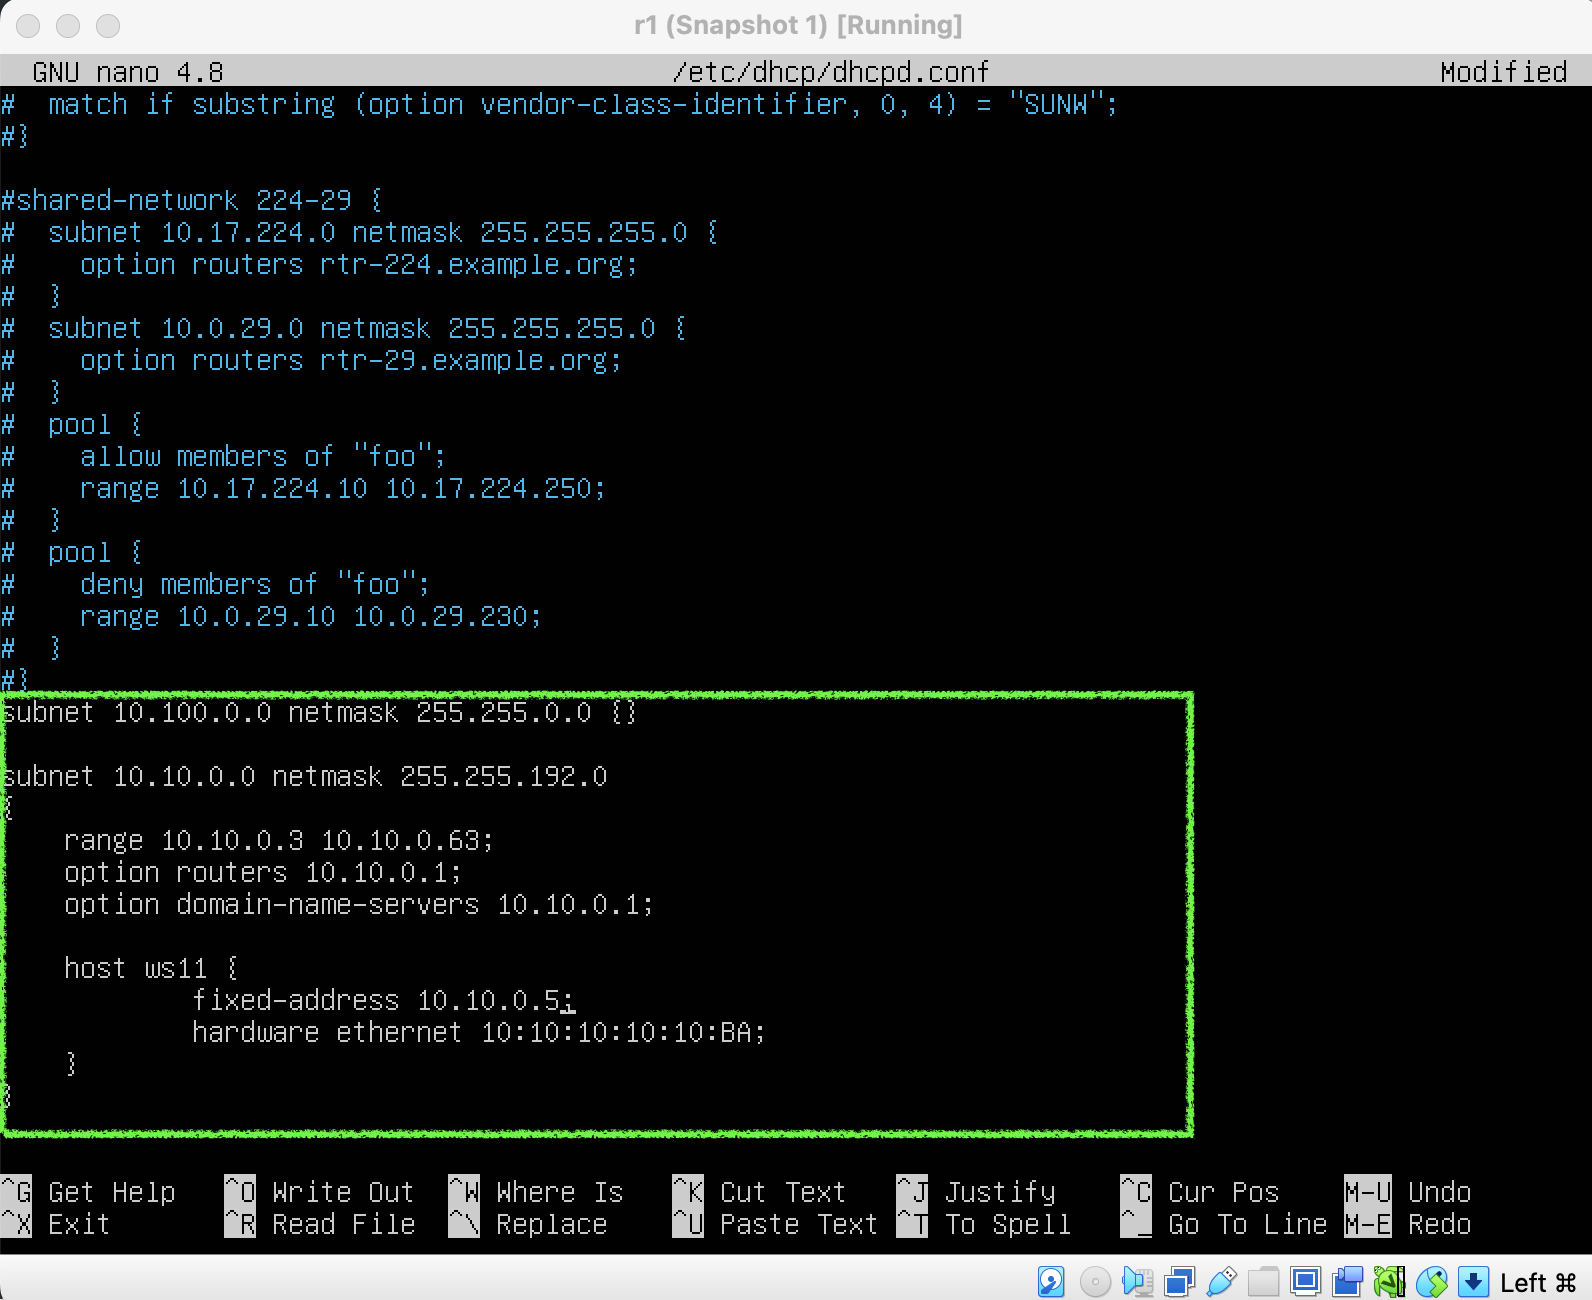 r1 (Snapshot 1) [Running]
GNU nano 4.8 /etc/dhcp/dhcpd.conf Modified
#  match if substring (option vendor-class-identifier, 0, 4) = "SUNW";
#}
#shared-network 224-29 {
#  subnet 10.17.224.0 netmask 255.255.255.0 {
#    option routers rtr-224.example.org;
#  }
#  subnet 10.0.29.0 netmask 255.255.255.0 {
#    option routers rtr-29.example.org;
#  }
#  pool {
#    allow members of "foo";
#    range 10.17.224.10 10.17.224.250;
#  }
#  pool {
#    deny members of "foo";
#    range 10.0.29.10 10.0.29.230;
#  }
#}
subnet 10.100.0.0 netmask 255.255.0.0 {}
subnet 10.10.0.0 netmask 255.255.192.0
{
    range 10.10.0.3 10.10.0.63;
    option routers 10.10.0.1;
    option domain-name-servers 10.10.0.1;
    host ws11 {
            fixed-address 10.10.0.5;
            hardware ethernet 10:10:10:10:10:BA;
    }
}
^G Get Help ^O Write Out ^W Where Is ^K Cut Text ^J Justify ^C Cur Pos M-U Undo
^X Exit ^R Read File ^\ Replace ^U Paste Text ^T To Spell ^_ Go To Line M-E Redo
Left ⌘